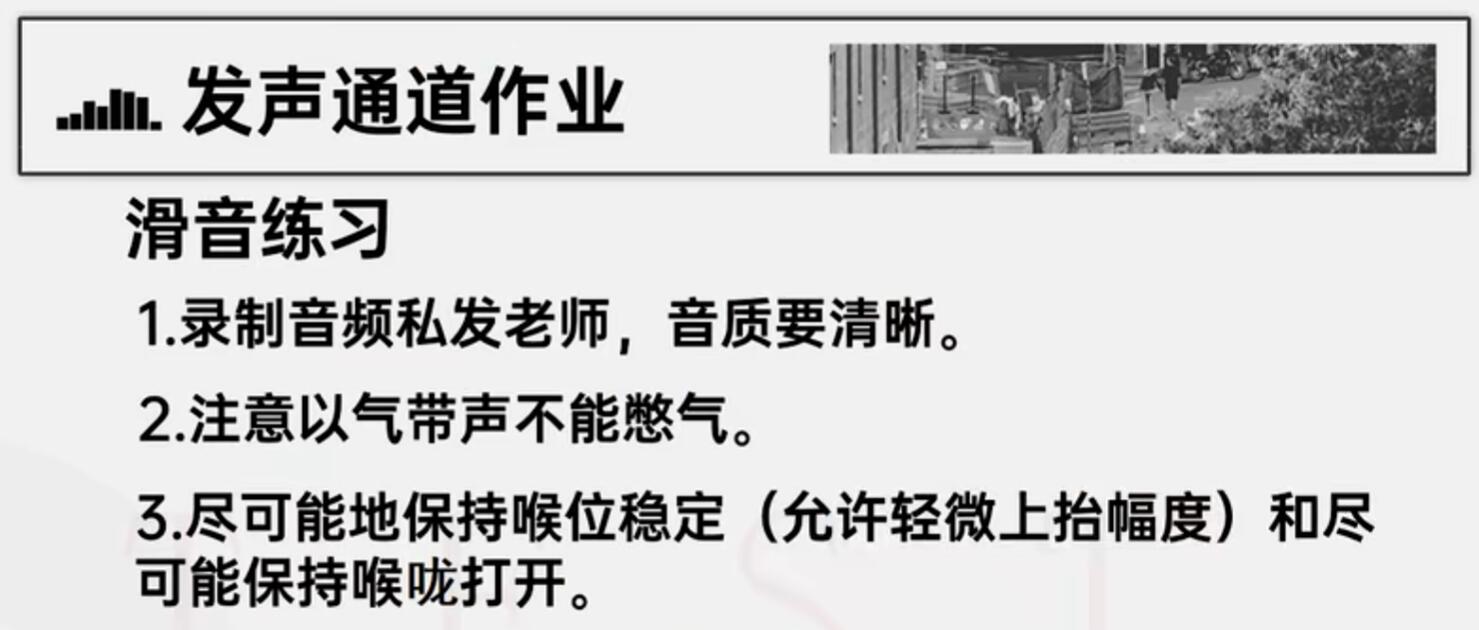 发声通道作业
滑音练习
1.录制音频私发老师，音质要清晰。
2.注意以气带声不能憋气。
3.尽可能地保持喉位稳定（允许轻微上抬幅度）和尽
可能保持喉咙打开。